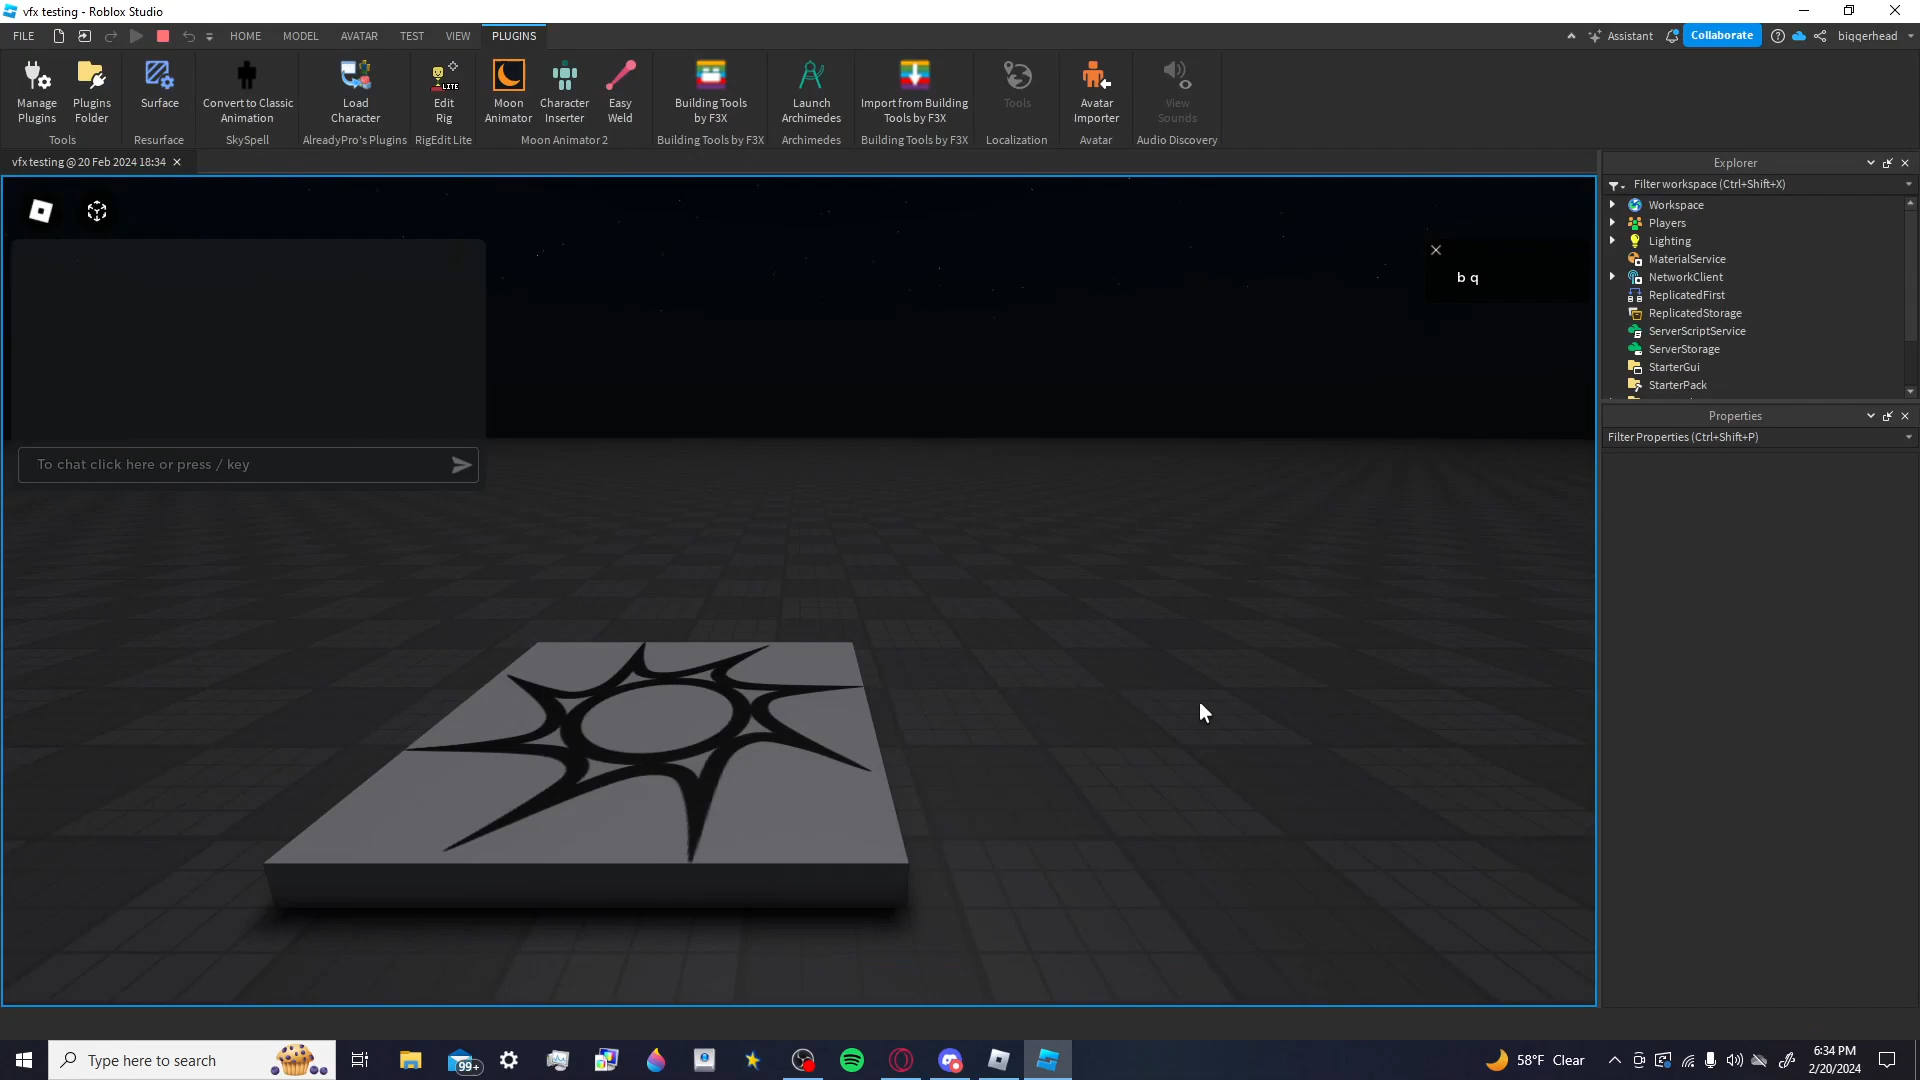 vfx testing - Roblox Studio
FILE HOME MODEL AVATAR TEST VIEW PLUGINS Assistant Collaborate biqqerhead
Manage Plugins
Plugins Folder
Tools
Surface
Resurface
Convert to Classic Animation
SkySpell
Load Character
AlreadyPro's Plugins
Edit Rig
LITE
RigEdit Lite
Moon Animator
Character Inserter
Easy Weld
Moon Animator 2
Building Tools by F3X
Building Tools by F3X
Launch Archimedes
Archimedes
Import from Building Tools by F3X
Building Tools by F3X
Tools
Localization
Avatar Importer
Avatar
View Sounds
Audio Discovery
vfx testing @ 20 Feb 2024 18:34
To chat click here or press / key
b q
Explorer
Filter workspace (Ctrl+Shift+X)
Workspace
Players
Lighting
MaterialService
NetworkClient
ReplicatedFirst
ReplicatedStorage
ServerScriptService
ServerStorage
StarterGui
StarterPack
Properties
Filter Properties (Ctrl+Shift+P)
Type here to search
99+
58°F Clear
6:34 PM
2/20/2024